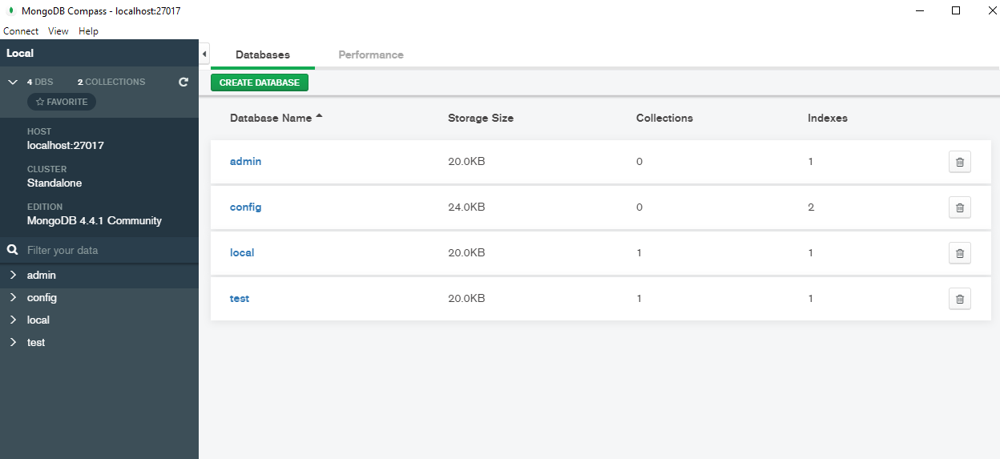 MongoDB Compass - localhost:27017
Connect View Help
Local
4 DBS 2 COLLECTIONS
FAVORITE
HOST
localhost:27017
CLUSTER
Standalone
EDITION
MongoDB 4.4.1 Community
Filter your data
admin
config
local
test
Databases Performance
CREATE DATABASE
Database Name Storage Size Collections Indexes
admin 20.0KB 0 1
config 24.0KB 0 2
local 20.0KB 1 1
test 20.0KB 1 1